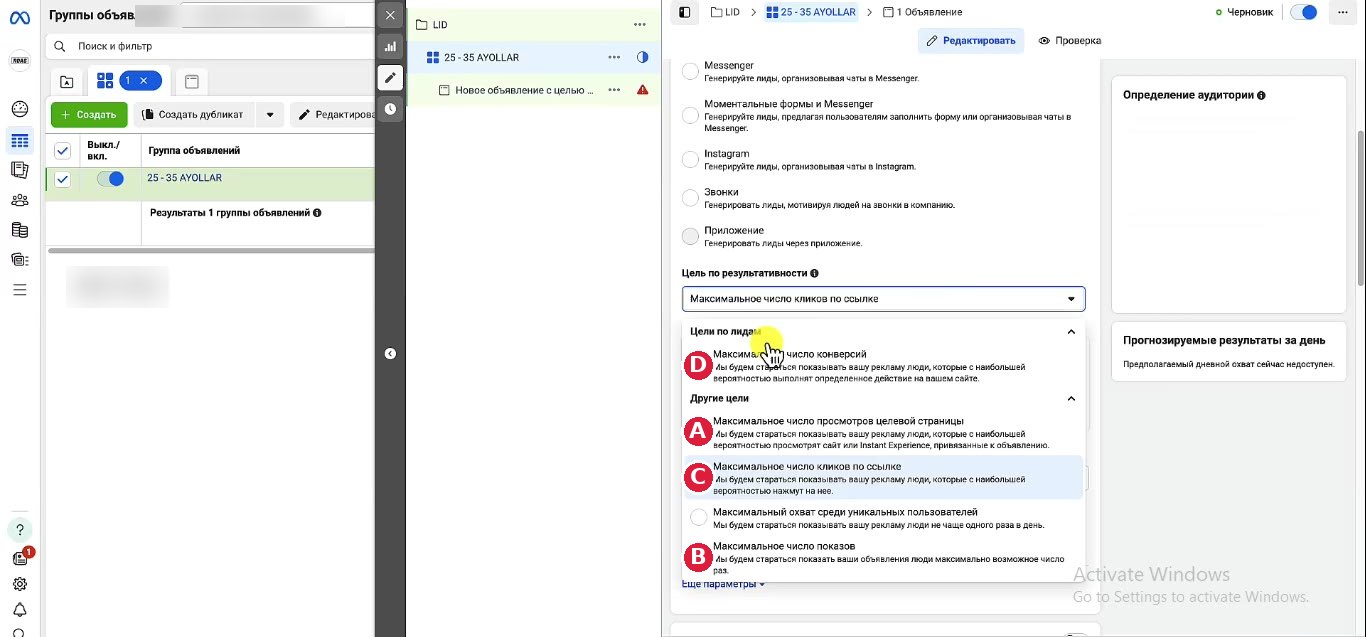 Группы объяв
Поиск и фильтр
1 ×
+ Создать
Создать дубликат
Редактирова
Выкл./
вкл.
Группа объявлений
25 - 35 AYOLLAR
Результаты 1 группы объявлений
?
1
LID
25 - 35 AYOLLAR
Новое объявление с целью ...
LID
25 - 35 AYOLLAR
1 Объявление
Черновик
Редактировать
Проверка
Messenger
Генерируйте лиды, организовывая чаты в Messenger.
Моментальные формы и Messenger
Генерируйте лиды, предлагая пользователям заполнить форму или организовывая чаты в
Messenger.
Instagram
Генерируйте лиды, организовывая чаты в Instagram.
Звонки
Генерировать лиды, мотивируя людей на звонки в компанию.
Приложение
Генерировать лиды через приложение.
Цель по результативности
Максимальное число кликов по ссылке
Цели по лидам
D
Максима число конверсий
Мы будем стараться показывать вашу рекламу люди, которые с наибольшей
вероятностью выполнят определенное действие на вашем сайте.
Другие цели
A
Максимальное число просмотров целевой страницы
Мы будем стараться показывать вашу рекламу люди, которые с наибольшей
вероятностью просмотрят сайт или Instant Experience, привязанные к объявлению.
C
Максимальное число кликов по ссылке
Мы будем стараться показывать вашу рекламу люди, которые с наибольшей
вероятностью нажмут на нее.
Максимальный охват среди уникальных пользователей
Мы будем стараться показывать вашу рекламу люди не чаще одного раза в день.
B
Максимальное число показов
Мы будем стараться показать ваши объявления люди максимально возможное число
раз.
Еще параметры
Определение аудитории
Прогнозируемые результаты за день
Предполагаемый дневной охват сейчас недоступен.
Activate Windows
Go to Settings to activate Windows.